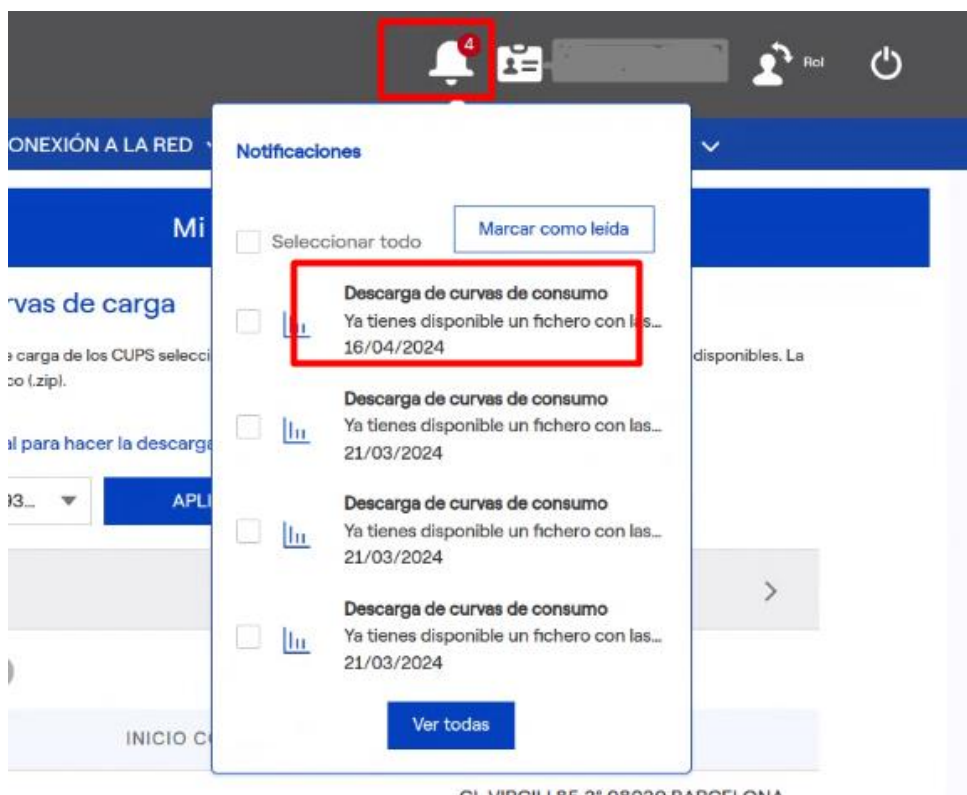 4
Rol
ONEXIÓN A LA RED
Notificaciones
Mi
Seleccionar todo
Marcar como leída
rvas de carga
Descarga de curvas de consumo
Ya tienes disponible un fichero con las...
16/04/2024
carga de los CUPS selecci
disponibles. La
co (.zip).
Descarga de curvas de consumo
Ya tienes disponible un fichero con las...
21/03/2024
al para hacer la descarga
93...
APLI
Descarga de curvas de consumo
Ya tienes disponible un fichero con las...
21/03/2024
Descarga de curvas de consumo
Ya tienes disponible un fichero con las...
21/03/2024
Ver todas
INICIO CO